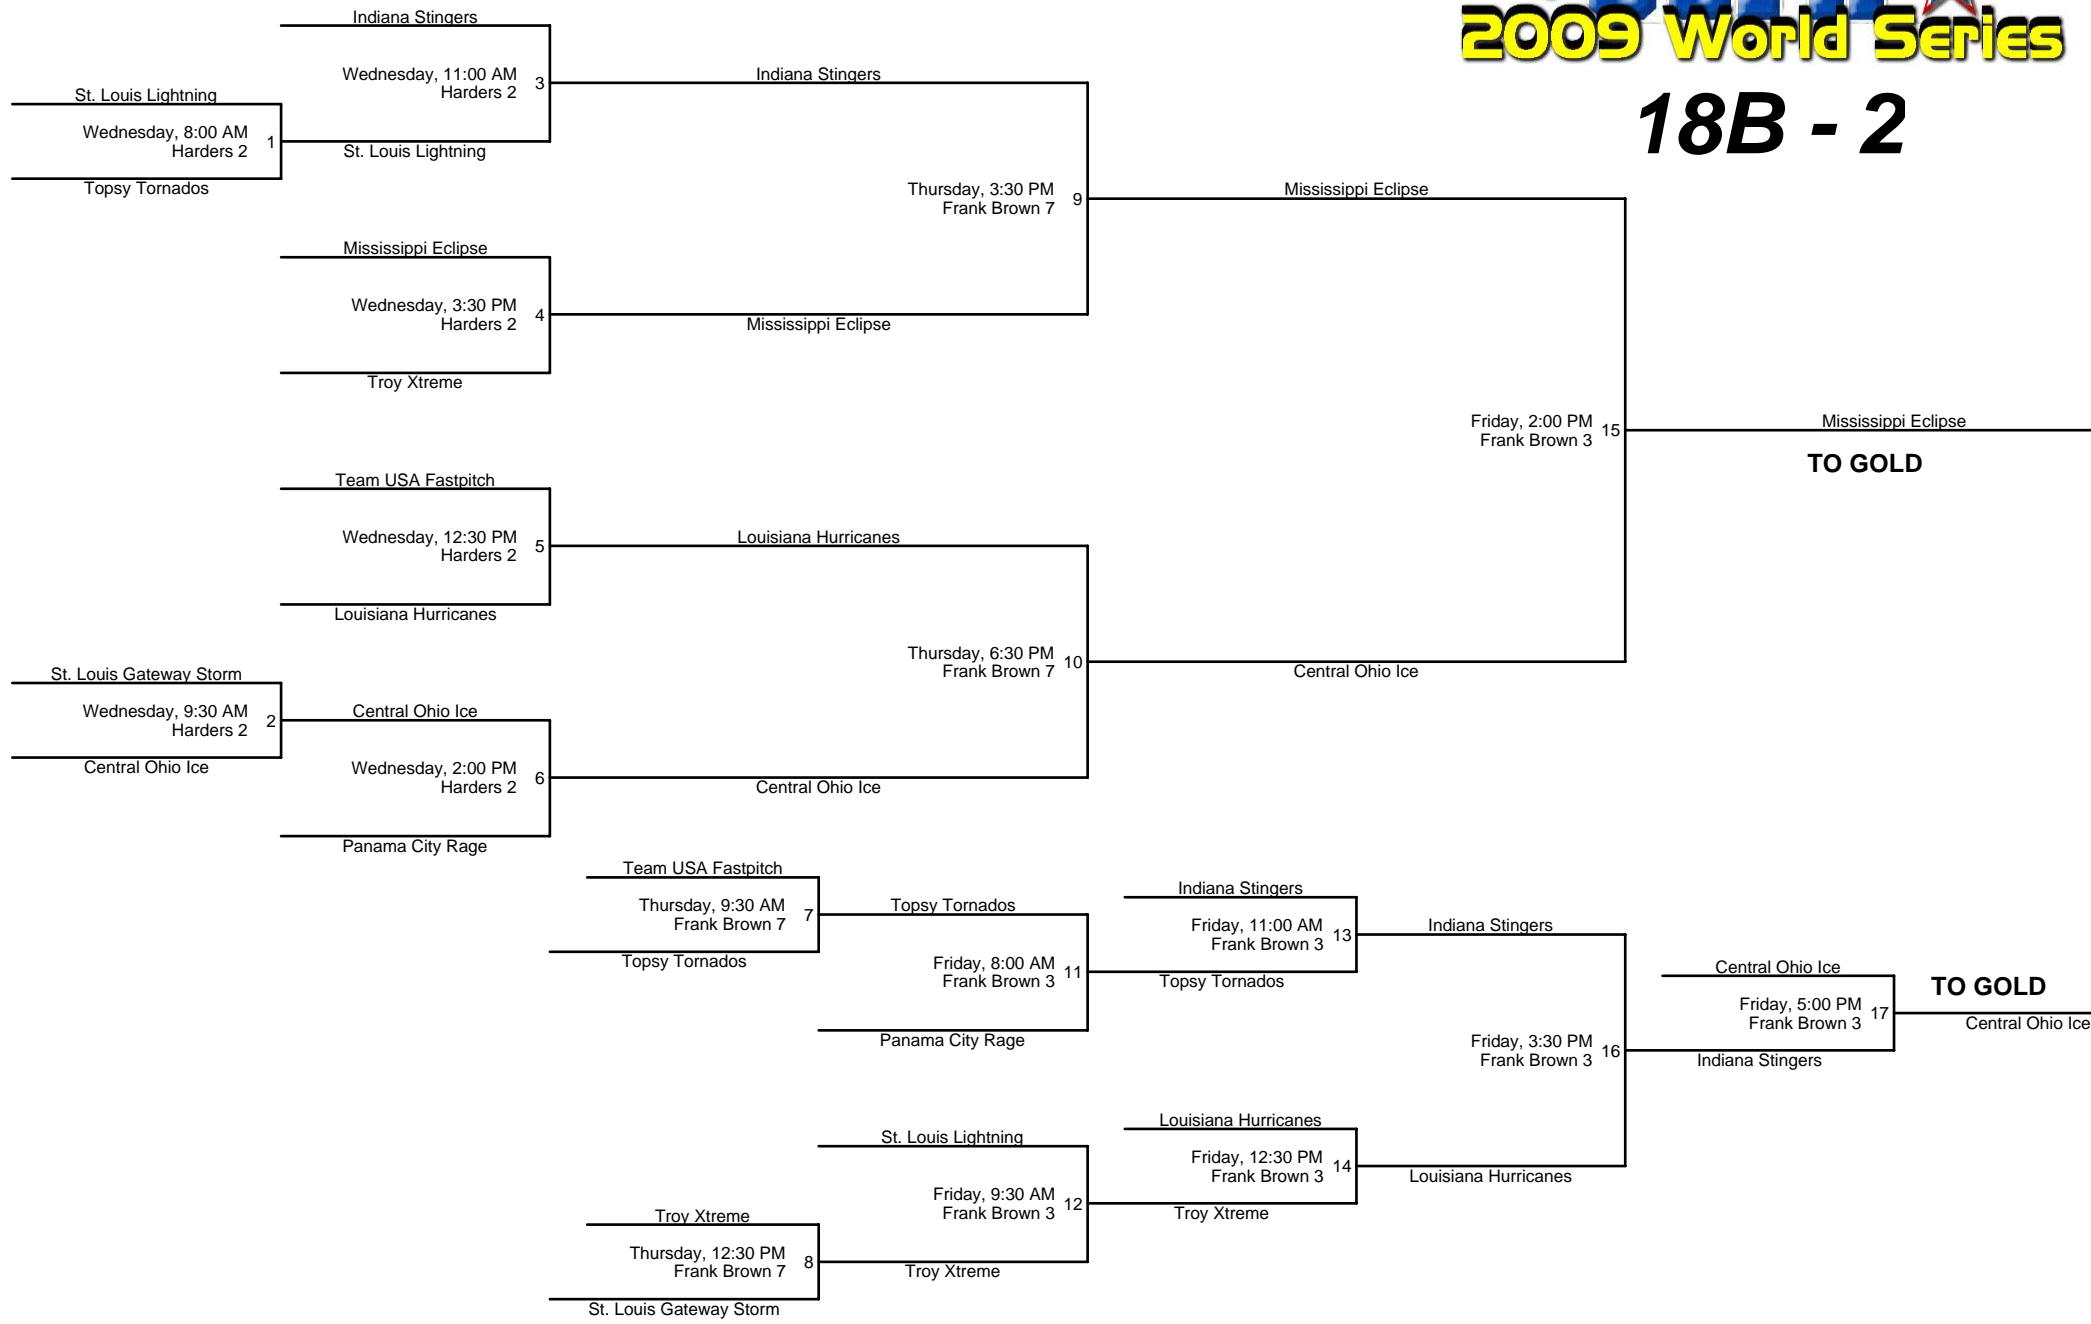 2009 World Series
18B - 2
Indiana Stingers
Wednesday, 11:00 AM
Harders 2
3
Indiana Stingers
St. Louis Lightning
Wednesday, 8:00 AM
Harders 2
1
St. Louis Lightning
Topsy Tornados
Thursday, 3:30 PM
Frank Brown 7
9
Mississippi Eclipse
Mississippi Eclipse
Wednesday, 3:30 PM
Harders 2
4
Mississippi Eclipse
Troy Xtreme
Friday, 2:00 PM
Frank Brown 3
15
Mississippi Eclipse
TO GOLD
Team USA Fastpitch
Wednesday, 12:30 PM
Harders 2
5
Louisiana Hurricanes
Louisiana Hurricanes
Thursday, 6:30 PM
Frank Brown 7
10
Central Ohio Ice
St. Louis Gateway Storm
Wednesday, 9:30 AM
Harders 2
2
Central Ohio Ice
Central Ohio Ice
Wednesday, 2:00 PM
Harders 2
6
Central Ohio Ice
Panama City Rage
Team USA Fastpitch
Thursday, 9:30 AM
Frank Brown 7
7
Topsy Tornados
Topsy Tornados
Friday, 8:00 AM
Frank Brown 3
11
Panama City Rage
Indiana Stingers
Friday, 11:00 AM
Frank Brown 3
13
Topsy Tornados
Indiana Stingers
Central Ohio Ice
Friday, 5:00 PM
Frank Brown 3
17
TO GOLD
Central Ohio Ice
Friday, 3:30 PM
Frank Brown 3
16
Indiana Stingers
Louisiana Hurricanes
Friday, 12:30 PM
Frank Brown 3
14
Louisiana Hurricanes
St. Louis Lightning
Friday, 9:30 AM
Frank Brown 3
12
Troy Xtreme
Troy Xtreme
Thursday, 12:30 PM
Frank Brown 7
8
Troy Xtreme
St. Louis Gateway Storm